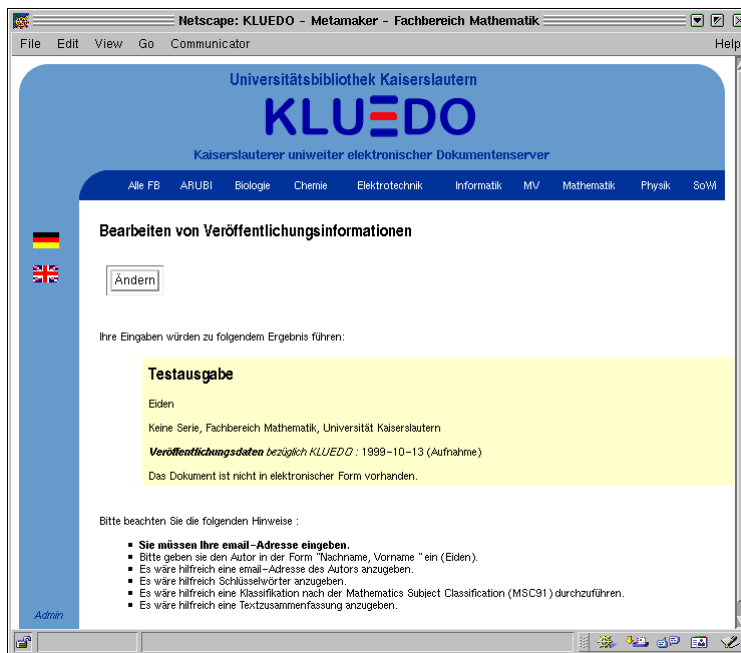 Netscape: KLUEDO - Metamaker - Fachbereich Mathematik
File Edit View Go Communicator Help
Universitätsbibliothek Kaiserslautern
KLUEDO
Kaiserslauterer uniweiter elektronischer Dokumentenserver
Alle FB ARUBI Biologie Chemie Elektrotechnik Informatik MV Mathematik Physik SoWi
Bearbeiten von Veröffentlichungsinformationen
Ändern
Ihre Eingaben würden zu folgendem Ergebnis führen:
Testausgabe
Eiden
Keine Serie, Fachbereich Mathematik, Universität Kaiserslautern
Veröffentlichungsdaten bezüglich KLUEDO : 1999-10-13 (Aufnahme)
Das Dokument ist nicht in elektronischer Form vorhanden.
Bitte beachten Sie die folgenden Hinweise :
Sie müssen Ihre email-Adresse eingeben.
Bitte geben sie den Autor in der Form "Nachname, Vorname " ein (Eiden).
Es wäre hilfreich eine email-Adresse des Autors anzugeben.
Es wäre hilfreich Schlüsselwörter anzugeben.
Es wäre hilfreich eine Klassifikation nach der Mathematics Subject Classification (MSC91) durchzuführen.
Es wäre hilfreich eine Textzusammenfassung anzugeben.
Admin